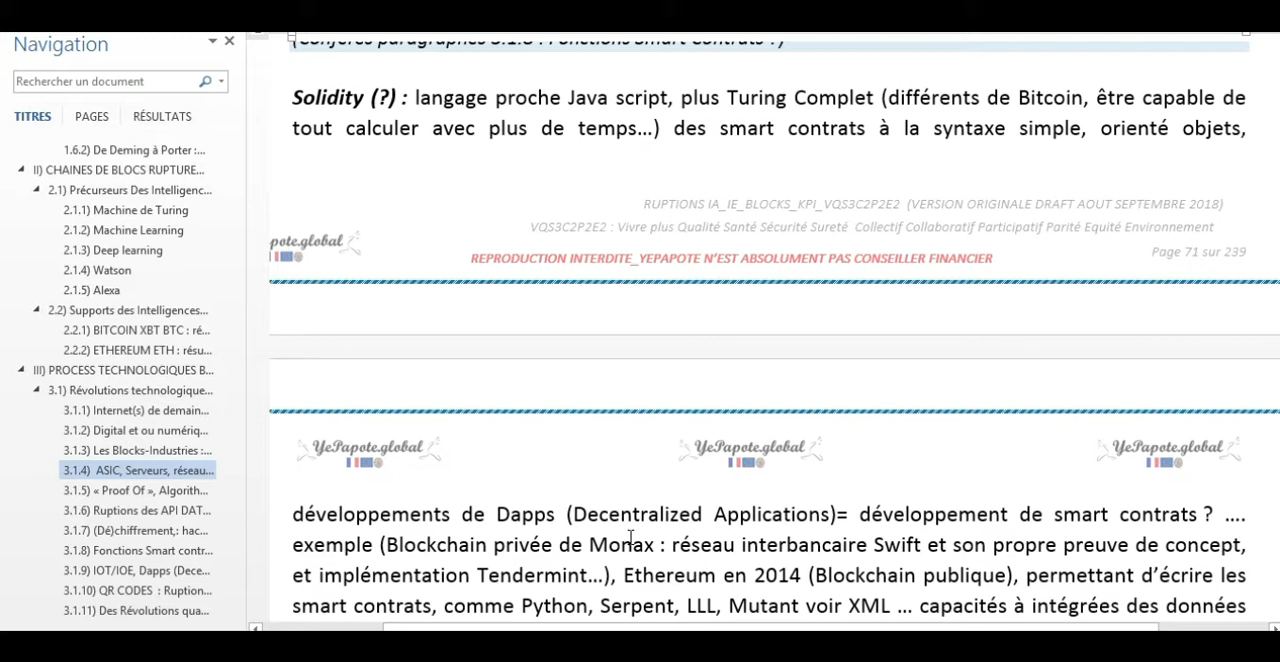 Navigation
Rechercher un document
TITRES PAGES RÉSULTATS
1.6.2) De Deming à Porter :...
II) CHAINES DE BLOCS RUPTURE...
2.1) Précurseurs Des Intelligenc...
2.1.1) Machine de Turing
2.1.2) Machine Learning
2.1.3) Deep learning
2.1.4) Watson
2.1.5) Alexa
2.2) Supports des Intelligences...
2.2.1) BITCOIN XBT BTC : ré...
2.2.2) ETHEREUM ETH : résu...
III) PROCESS TECHNOLOGIQUES B...
3.1) Révolutions technologique...
3.1.1) Internet(s) de demain...
3.1.2) Digital et ou numériq...
3.1.3) Les Blocks-Industries :...
3.1.4) ASIC, Serveurs, réseau...
3.1.5) « Proof Of », Algorith...
3.1.6) Ruptions des API DAT...
3.1.7) (Dé)chiffrement,: hac...
3.1.8) Fonctions Smart contr...
3.1.9) IOT/IOE, Dapps (Dece...
3.1.10) QR CODES : Ruption...
3.1.11) Des Révolutions qua...
(Conferes paragraphes 3.1.8 : Fonctions Smart Contrats ?)
Solidity (?) : langage proche Java script, plus Turing Complet (différents de Bitcoin, être capable de
tout calculer avec plus de temps...) des smart contrats à la syntaxe simple, orienté objets,
RUPTIONS IA_IE_BLOCKS_KPI_VQS3C2P2E2 (VERSION ORIGINALE DRAFT AOUT SEPTEMBRE 2018)
VQS3C2P2E2 : Vivre plus Qualité Santé Sécurité Sureté Collectif Collaboratif Participatif Parité Equité Environnement
pote.global
REPRODUCTION INTERDITE_YEPAPOTE N'EST ABSOLUMENT PAS CONSEILLER FINANCIER
Page 71 sur 239
YePapote.global YePapote.global YePapote.global
développements de Dapps (Decentralized Applications)= développement de smart contrats ? ....
exemple (Blockchain privée de Monax : réseau interbancaire Swift et son propre preuve de concept,
et implémentation Tendermint...), Ethereum en 2014 (Blockchain publique), permettant d'écrire les
smart contrats, comme Python, Serpent, LLL, Mutant voir XML ... capacités à intégrées des données